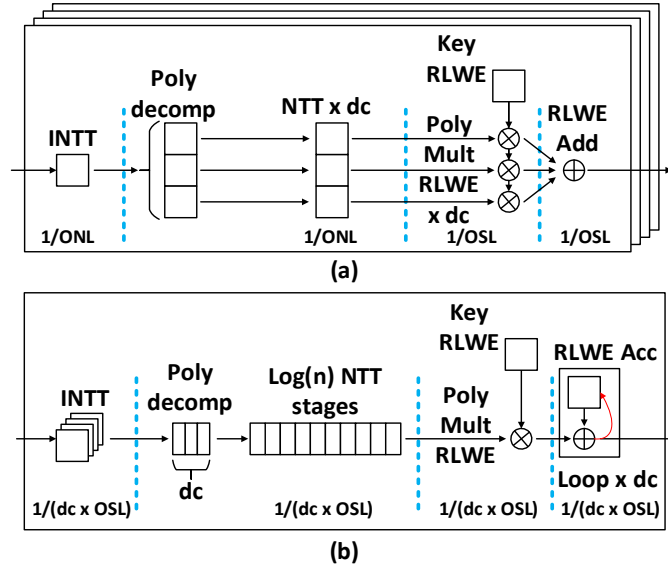 Key
RLWE
Poly
decomp
NTT x dc
INTT
Poly
Mult
RLWE
x dc
RLWE
Add
1/ONL
1/ONL
1/OSL
1/OSL
(a)
Key
RLWE
RLWE Acc
Poly
decomp
Log(n) NTT
stages
INTT
Poly
Mult
RLWE
dc
Loop x dc
1/(dc x OSL)
1/(dc x OSL)
1/(dc x OSL)
1/(dc x OSL)
(b)